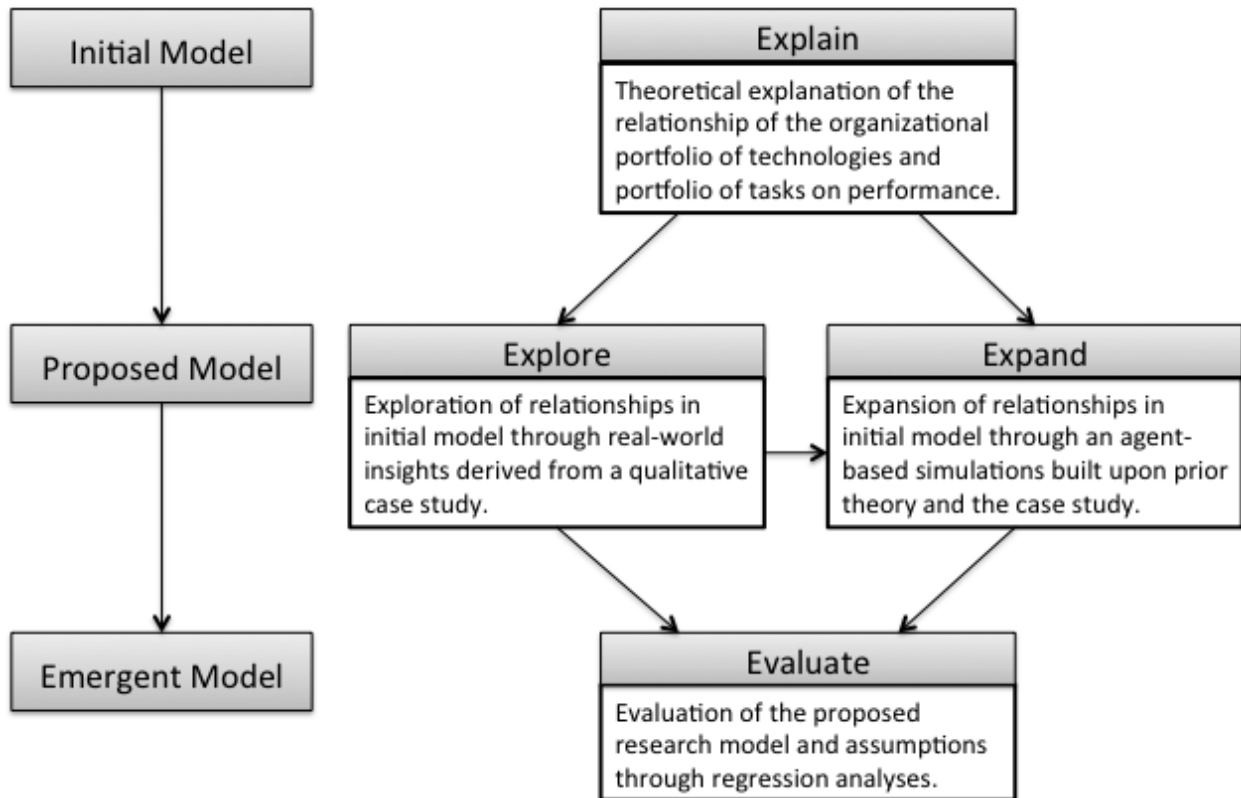 Initial Model
Explain
Theoretical explanation of the
relationship of the organizational
portfolio of technologies and
portfolio of tasks on performance.
Proposed Model
Explore
Exploration of relationships in
initial model through real-world
insights derived from a qualitative
case study.
Expand
Expansion of relationships in
initial model through an agent-
based simulations built upon prior
theory and the case study.
Emergent Model
Evaluate
Evaluation of the proposed
research model and assumptions
through regression analyses.